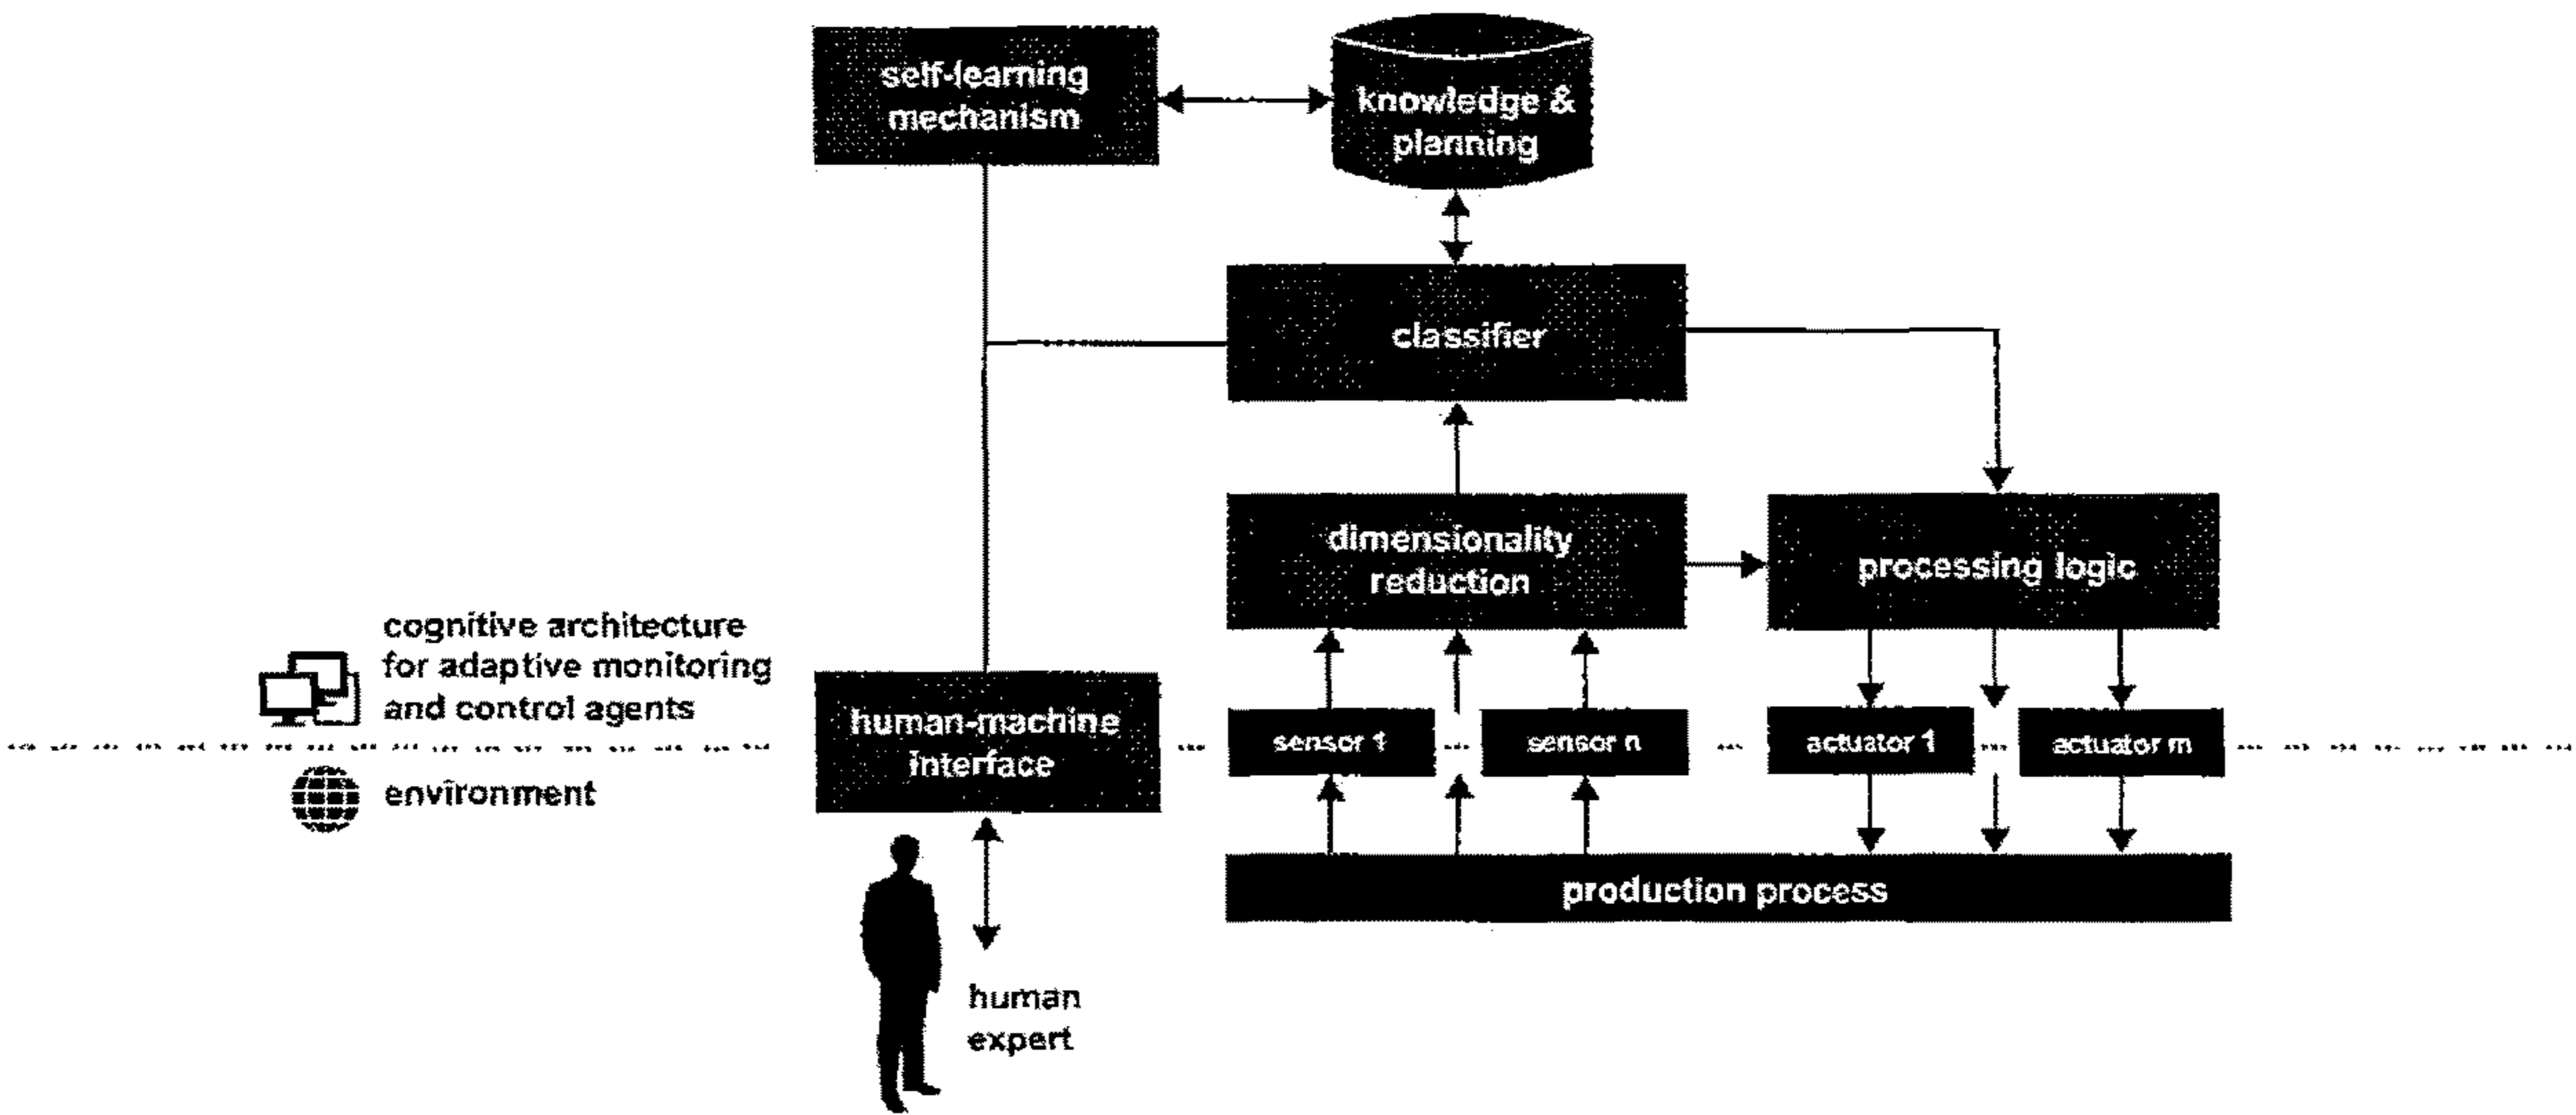 self-learning
mechanism
knowledge &
planning
classifier
dimensionality
reduction
processing logic
cognitive architecture
for adaptive monitoring
and control agents
human-machine
interface
sensor 1
...
sensor n
...
actuator 1
...
actuator m
environment
production process
human
expert